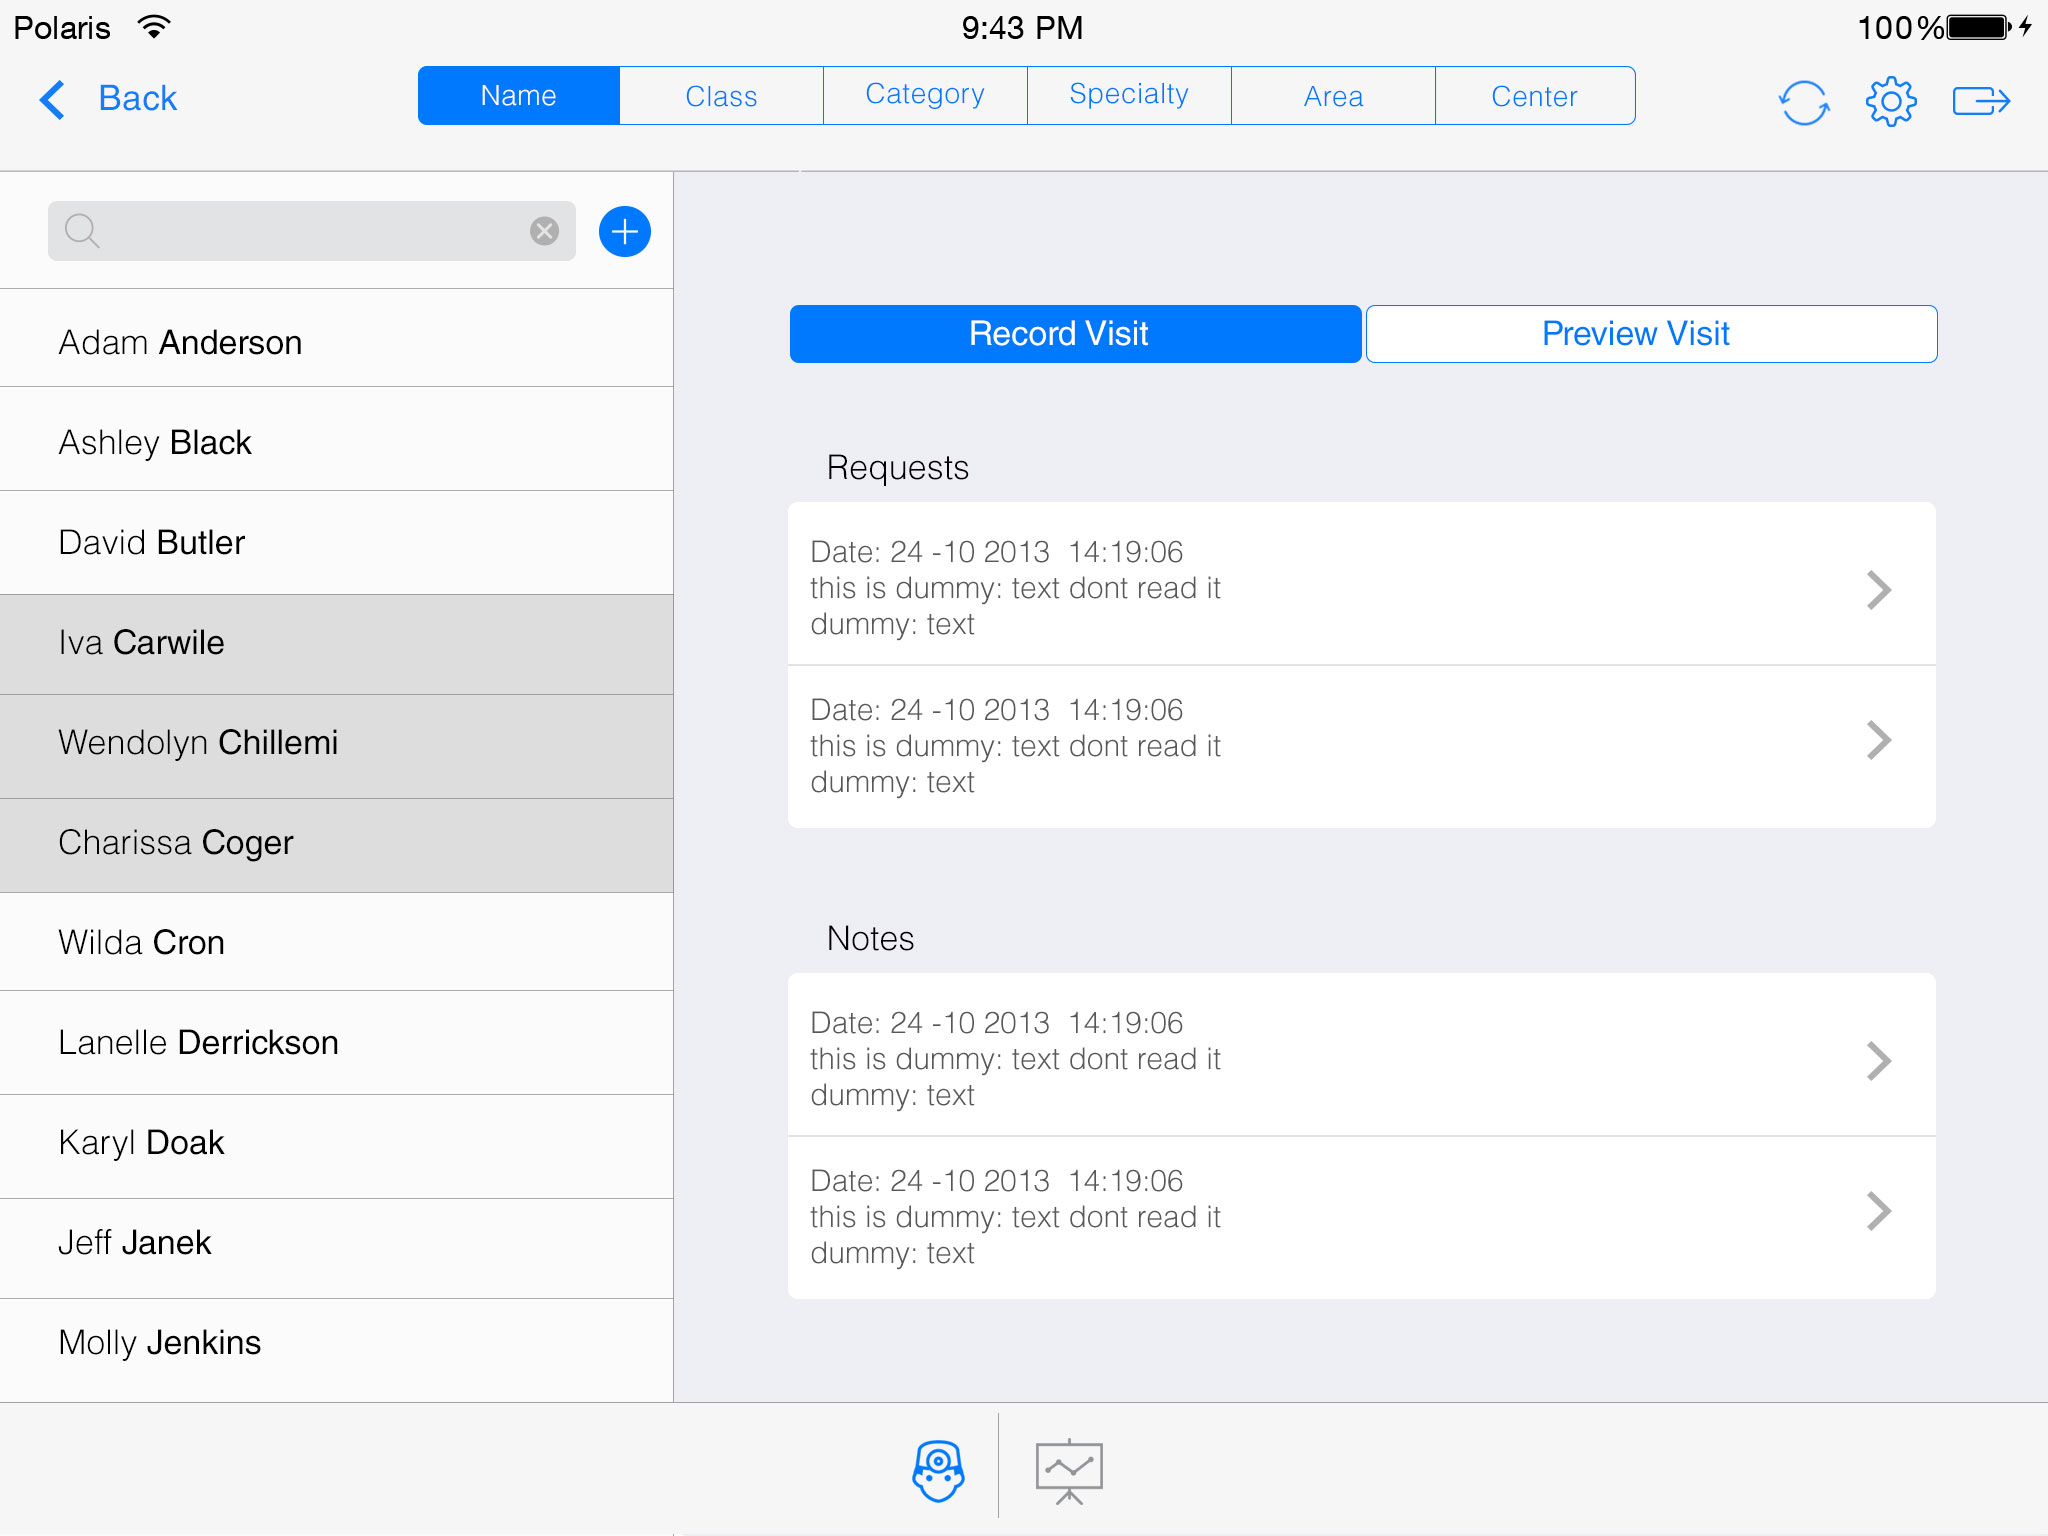 Polaris 9:43 PM 100%
Back Name Class Category Specialty Area Center
Adam Anderson
Ashley Black
David Butler
Iva Carwile
Wendolyn Chillemi
Charissa Coger
Wilda Cron
Lanelle Derrickson
Karyl Doak
Jeff Janek
Molly Jenkins
Record Visit Preview Visit
Requests
Date: 24 -10 2013  14:19:06
this is dummy: text dont read it
dummy: text
Date: 24 -10 2013  14:19:06
this is dummy: text dont read it
dummy: text
Notes
Date: 24 -10 2013  14:19:06
this is dummy: text dont read it
dummy: text
Date: 24 -10 2013  14:19:06
this is dummy: text dont read it
dummy: text